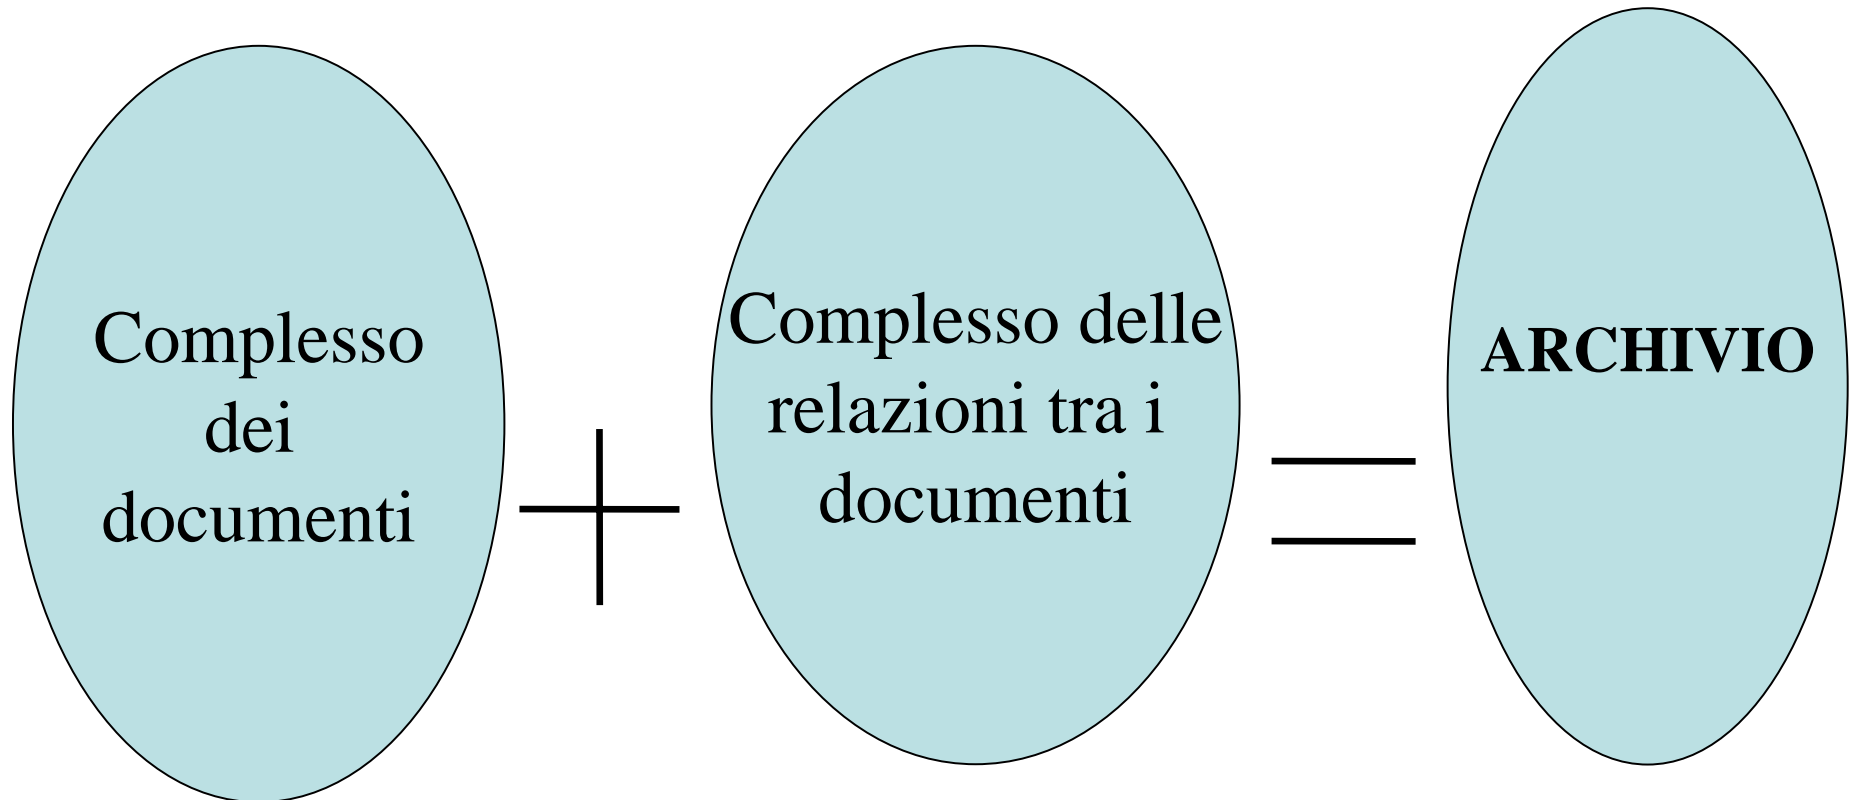 Complesso
dei
documenti
+
Complesso delle
relazioni tra i
documenti
=
ARCHIVIO